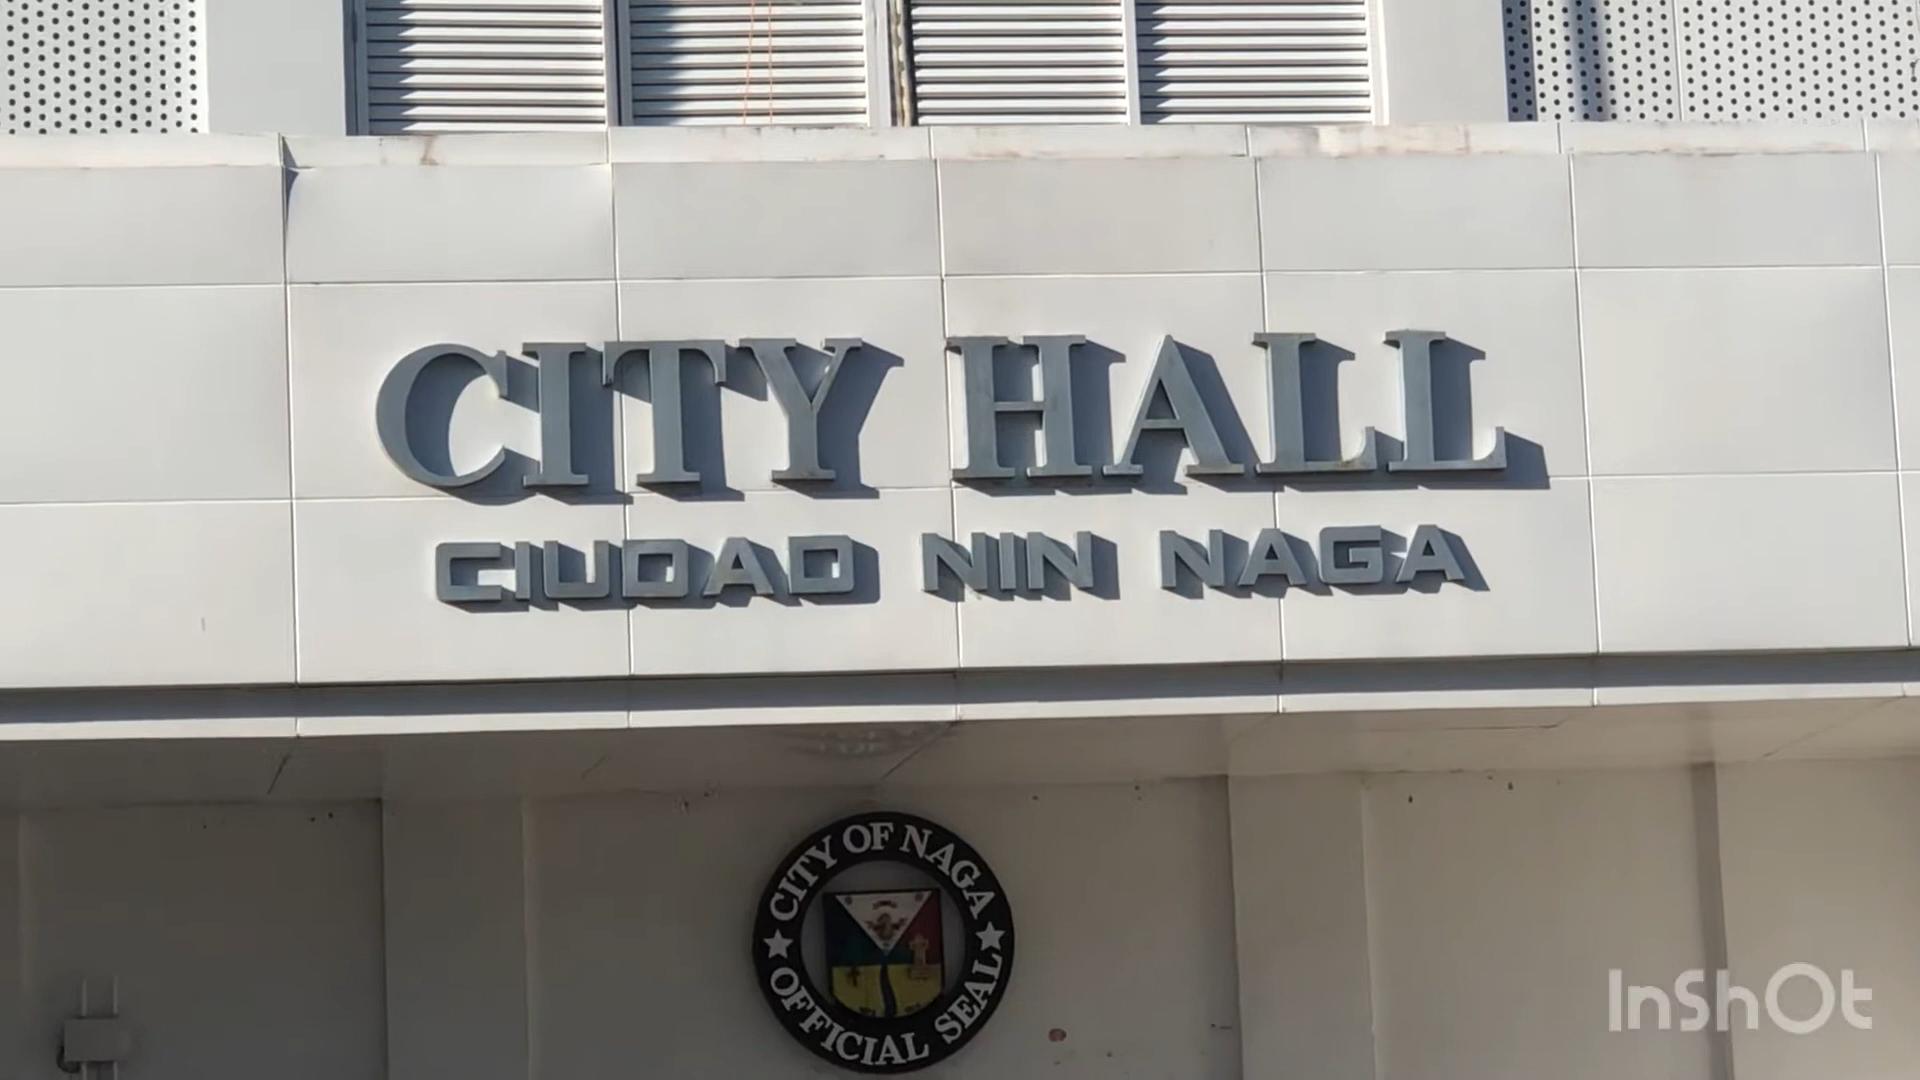 CITY HALL
CIUDAD NIN NAGA
CITY OF NAGA
OFFICIAL SEAL
InShOt